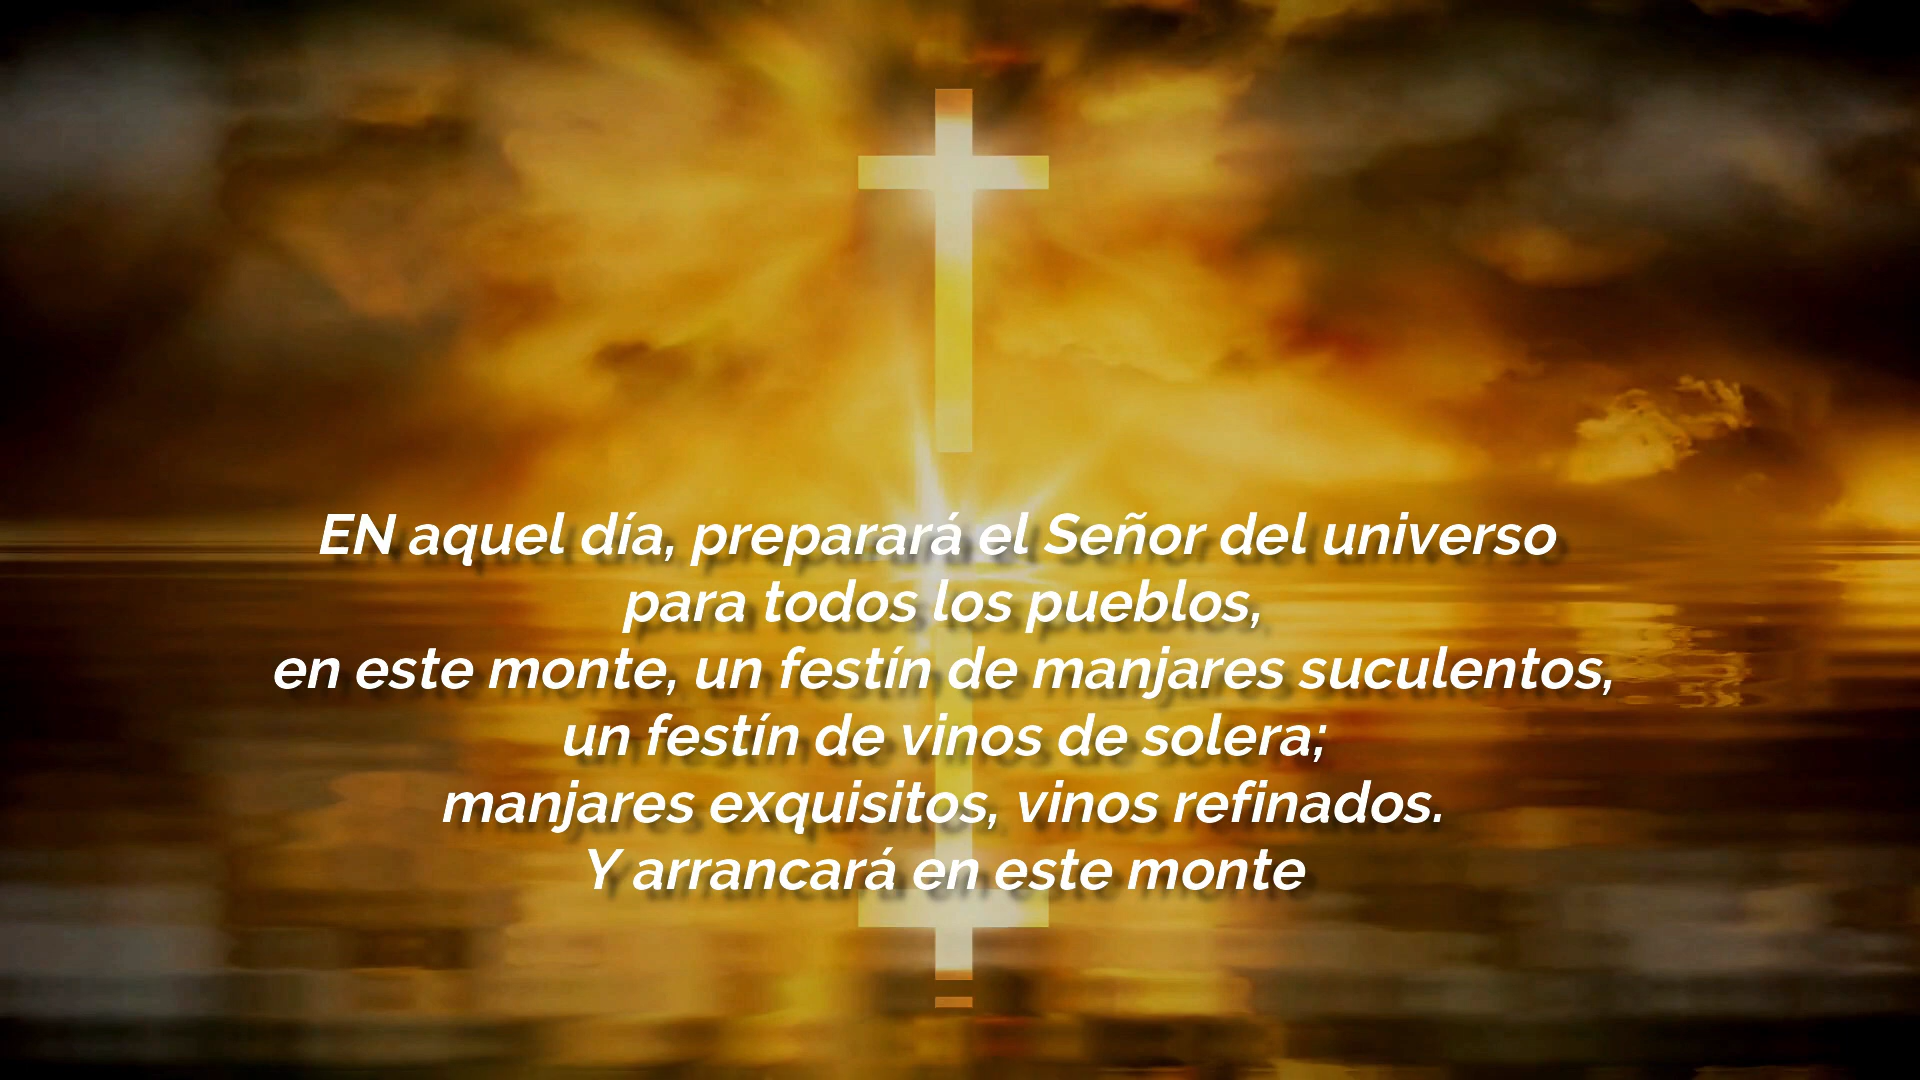 EN aquel día, preparará el Señor del universo
para todos los pueblos,
en este monte, un festín de manjares suculentos,
un festín de vinos de solera;
manjares exquisitos, vinos refinados.
Y arrancará en este monte